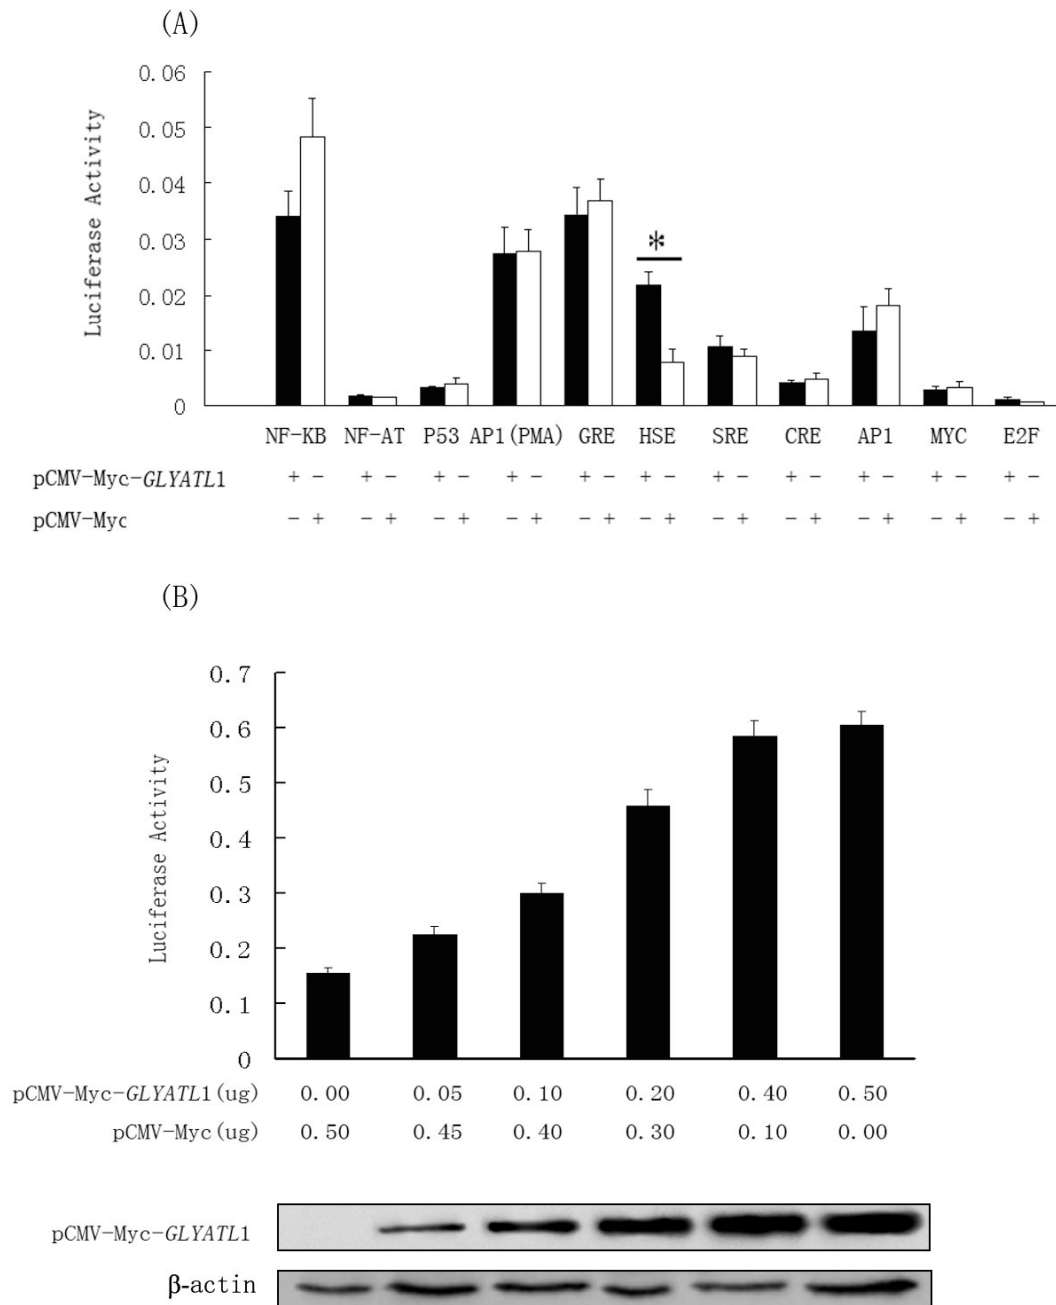 (A)
Luciferase Activity
0.06
0.05
0.04
0.03
0.02
0.01
0
*
NF-KB NF-AT P53 AP1(PMA) GRE HSE SRE CRE AP1 MYC E2F
pCMV-Myc-GLYATL1 + - + - + - + - + - + - + - + - + - + - + -
pCMV-Myc - + - + - + - + - + - + - + - + - + - + - +
(B)
Luciferase Activity
0.7
0.6
0.5
0.4
0.3
0.2
0.1
0
pCMV-Myc-GLYATL1(ug) 0.00 0.05 0.10 0.20 0.40 0.50
pCMV-Myc(ug) 0.50 0.45 0.40 0.30 0.10 0.00
pCMV-Myc-GLYATL1
β-actin